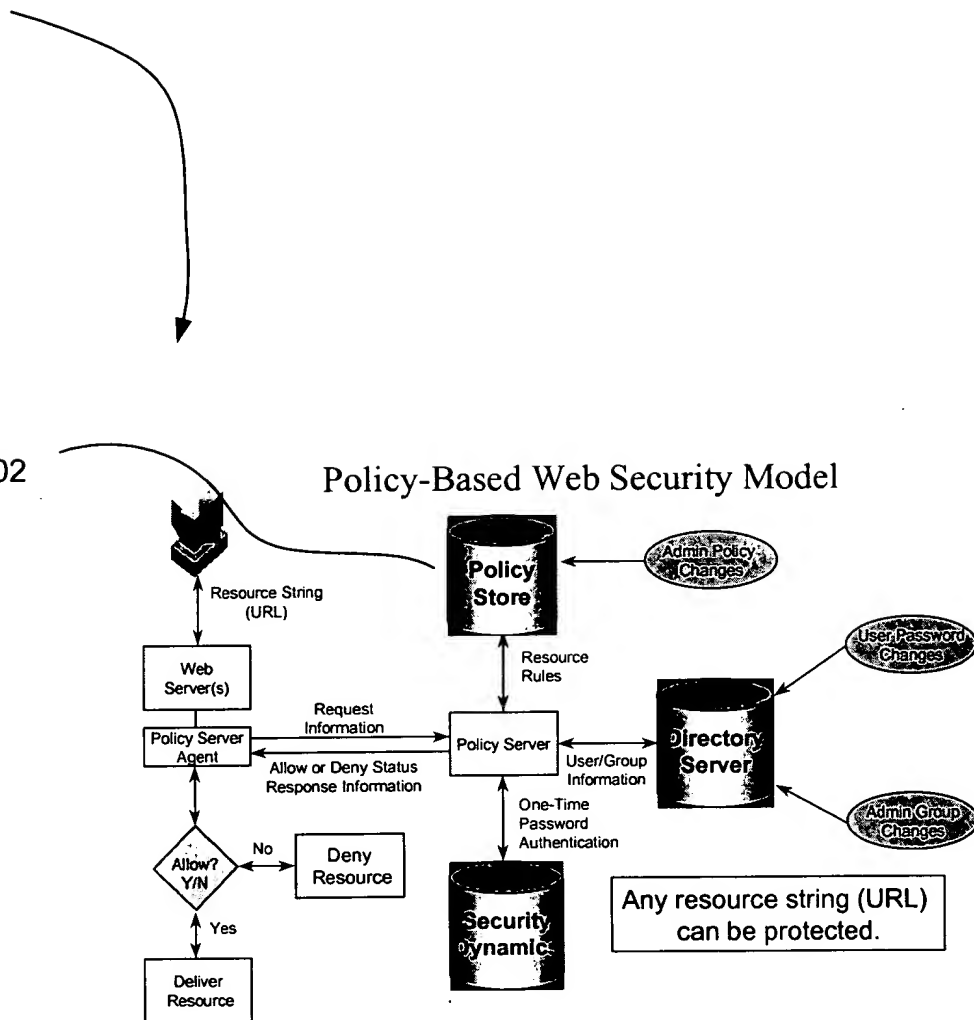 02
Policy-Based Web Security Model
Resource String
(URL)
Policy
Store
Admin Policy
Changes
User Password
Changes
Web
Server(s)
Resource
Rules
Request
Information
Policy Server
Agent
Policy Server
Directory
Server
Allow or Deny Status
Response Information
User/Group
Information
One-Time
Password
Authentication
Admin Group
Changes
Allow?
Y/N
No
Deny
Resource
Yes
Security
Dynamic
Any resource string (URL)
can be protected.
Deliver
Resource